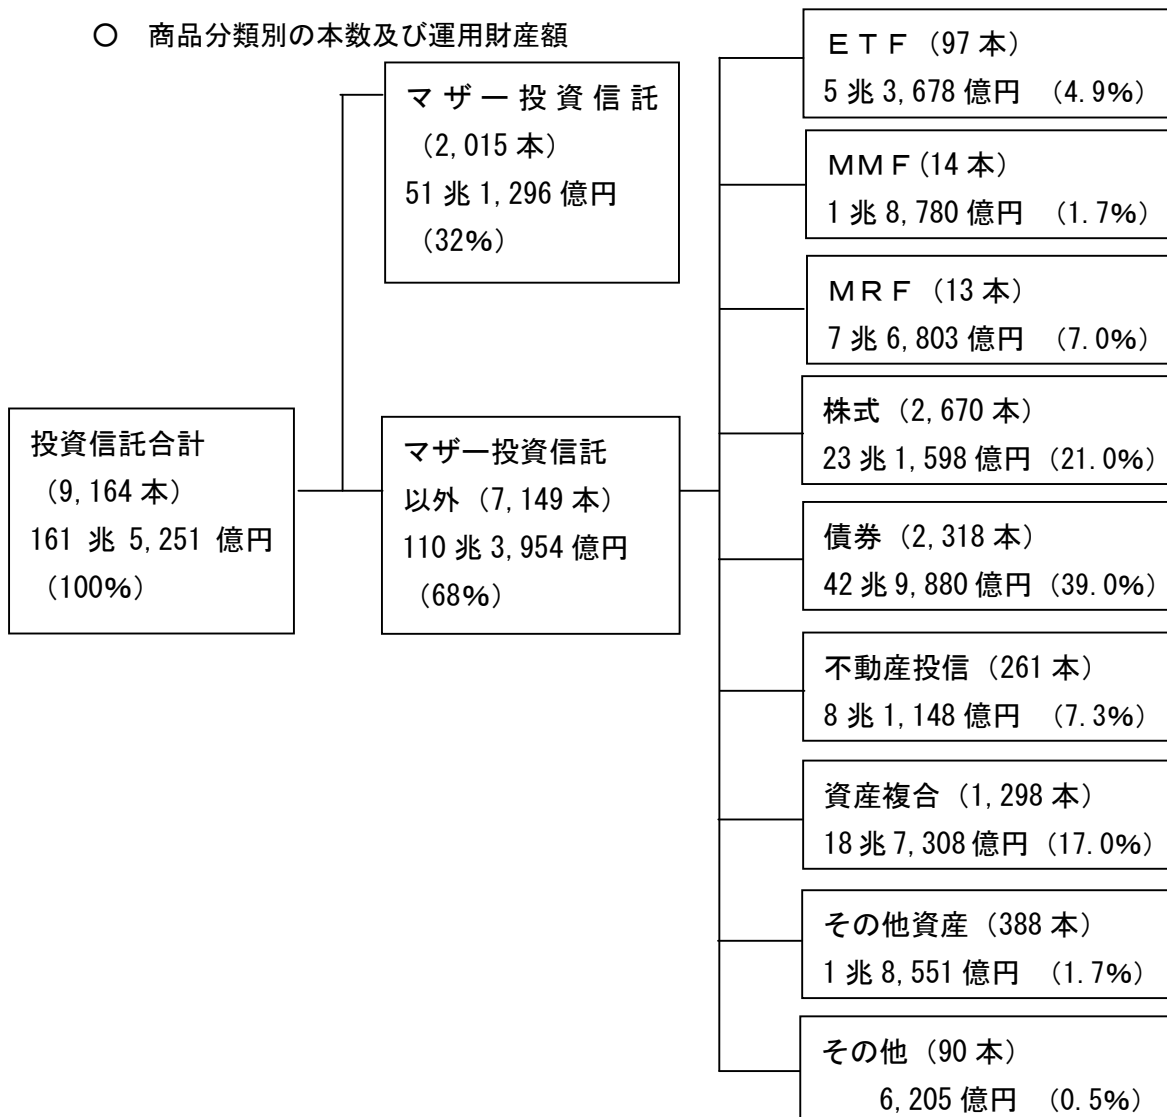 ○ 商品分類別の本数及び運用財産額
マザー投資信託
(2,015 本)
51 兆 1,296 億円
(32%)
投資信託合計
(9,164 本)
161 兆 5,251 億円
(100%)
マザー投資信託
以外 (7,149 本)
110 兆 3,954 億円
(68%)
ETF (97 本)
5 兆 3,678 億円 (4.9%)
MMF (14 本)
1 兆 8,780 億円 (1.7%)
MRF (13 本)
7 兆 6,803 億円 (7.0%)
株式 (2,670 本)
23 兆 1,598 億円 (21.0%)
債券 (2,318 本)
42 兆 9,880 億円 (39.0%)
不動産投信 (261 本)
8 兆 1,148 億円 (7.3%)
資産複合 (1,298 本)
18 兆 7,308 億円 (17.0%)
その他資産 (388 本)
1 兆 8,551 億円 (1.7%)
その他 (90 本)
6,205 億円 (0.5%)